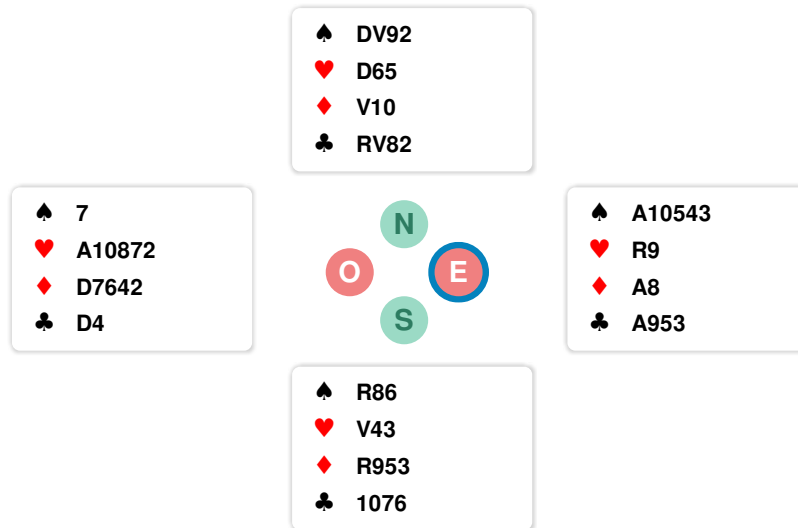 ♠ DV92
♥ D65
♦ V10
♣ RV82
♠ 7
♥ A10872
♦ D7642
♣ D4
N
O
E
S
♠ A10543
♥ R9
♦ A8
♣ A953
♠ R86
♥ V43
♦ R953
♣ 1076